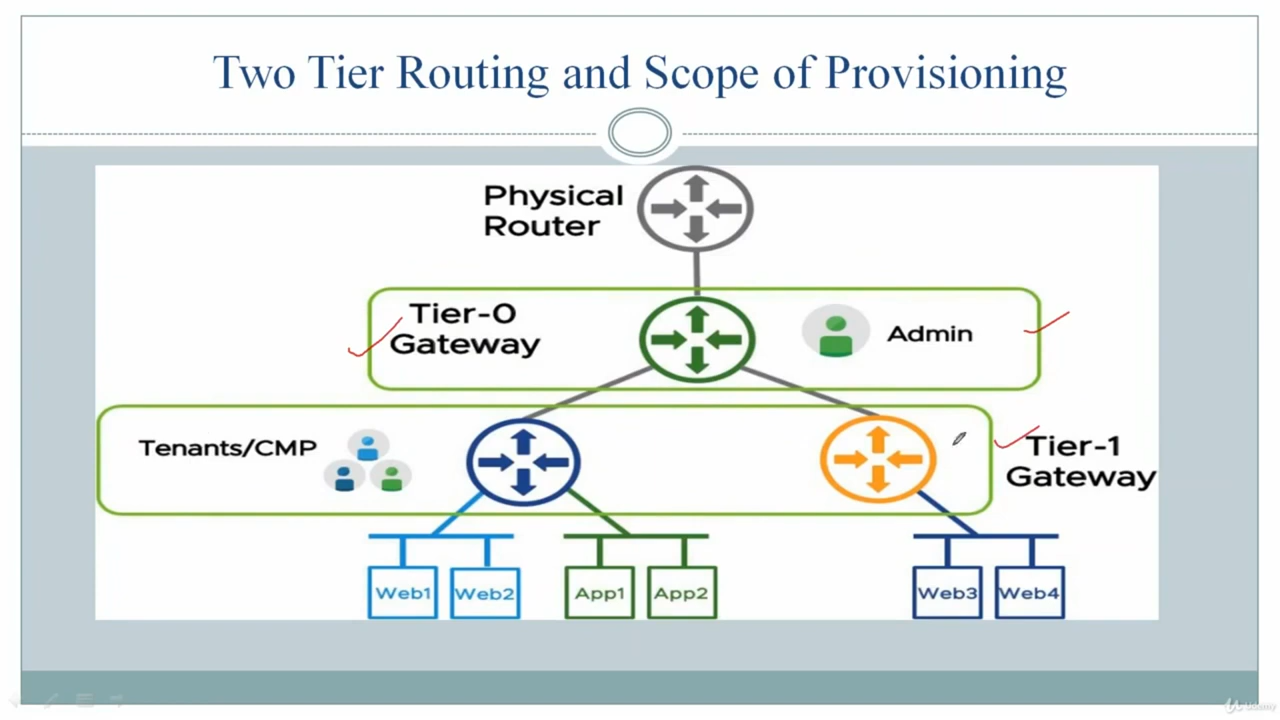 Two Tier Routing and Scope of Provisioning
Physical
Router
Tier-0
Gateway
Admin
Tenants/CMP
Tier-1
Gateway
Web1
Web2
App1
App2
Web3
Web4
Udemy